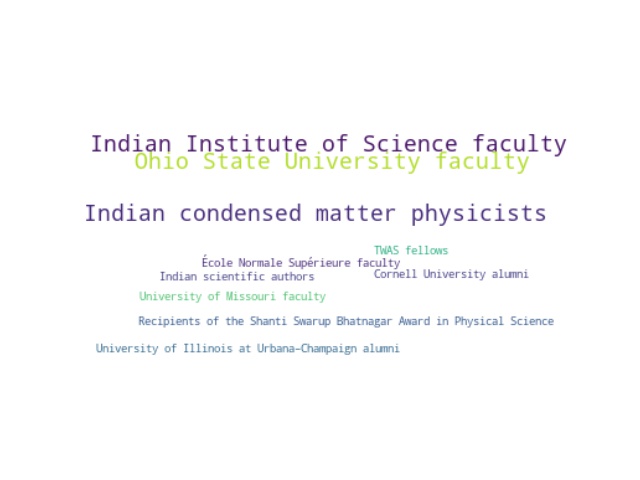 Indian Institute of Science faculty
Ohio State University faculty
Indian condensed matter physicists
TWAS fellows
École Normale Supérieure faculty
Cornell University alumni
Indian scientific authors
University of Missouri faculty
Recipients of the Shanti Swarup Bhatnagar Award in Physical Science
University of Illinois at Urbana–Champaign alumni